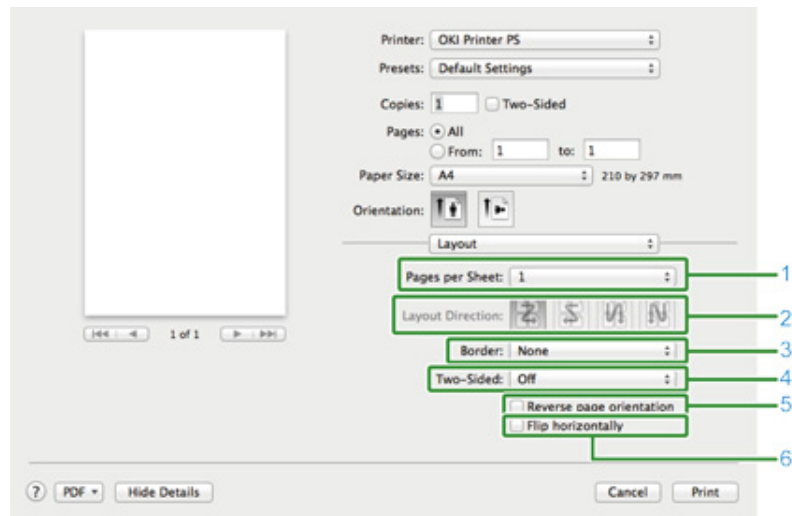 Printer: OKI Printer PS
Presets: Default Settings
Copies: 1 Two-Sided
Pages: All
From: 1 to: 1
Paper Size: A4 210 by 297 mm
Orientation:
Layout
Pages per Sheet: 1 1
Layout Direction: 2
Border: None 3
Two-Sided: Off 4
Reverse page orientation 5
Flip horizontally
6
1 of 1
? PDF Hide Details Cancel Print